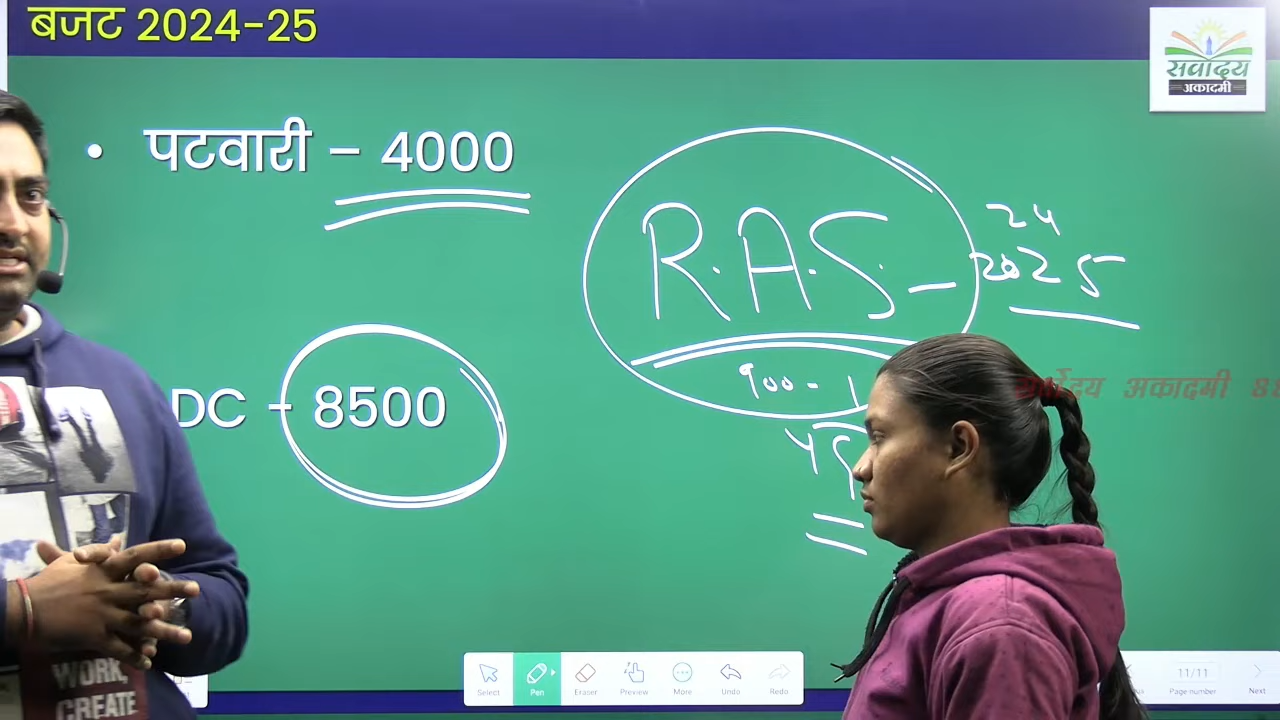 बजट 2024-25
सर्वोदय
अकादमी
• पटवारी – 4000
R.A.S. –
24
2025
DC - 8500
900 -
सर्वोदय अकादमी 8
WORK,
CREATE
Select
Pen
Eraser
Preview
More
Undo
Redo
11/11
Page number
Next